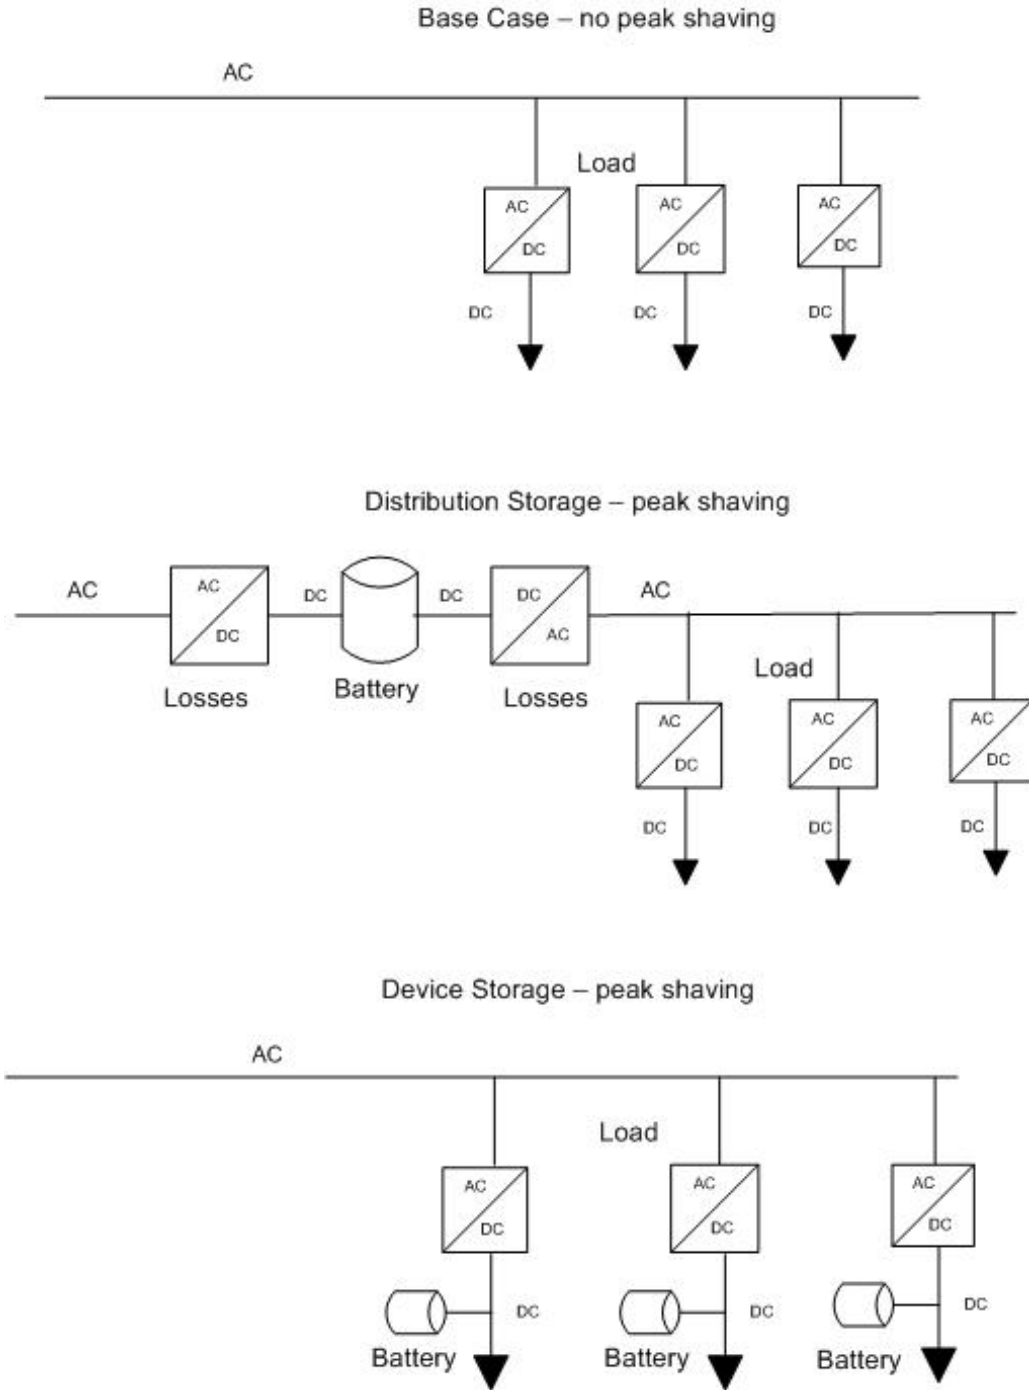 Base Case – no peak shaving
AC
Load
AC AC AC
DC DC DC
DC DC DC
Distribution Storage – peak shaving
AC AC DC DC DC AC
DC AC
Losses Battery Losses Load
AC AC AC
DC DC DC
DC DC DC
Device Storage – peak shaving
AC
Load
AC AC AC
DC DC DC
DC DC DC
Battery Battery Battery